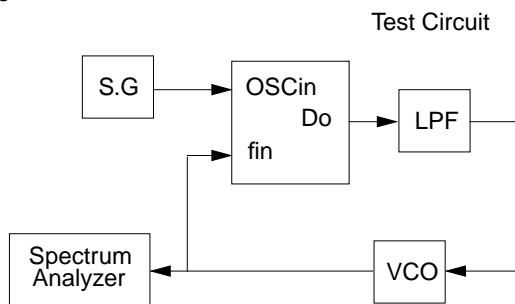 Test Circuit
S.G
OSCin
Do
fin
LPF
Spectrum
Analyzer
VCO